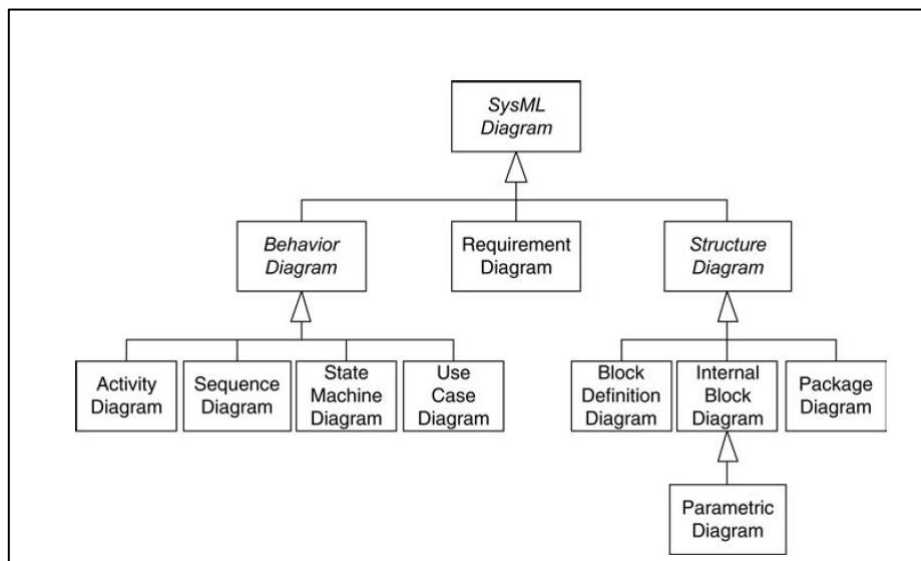 SysML
Diagram
Behavior
Diagram
Requirement
Diagram
Structure
Diagram
Activity
Diagram
Sequence
Diagram
State
Machine
Diagram
Use
Case
Diagram
Block
Definition
Diagram
Internal
Block
Diagram
Package
Diagram
Parametric
Diagram